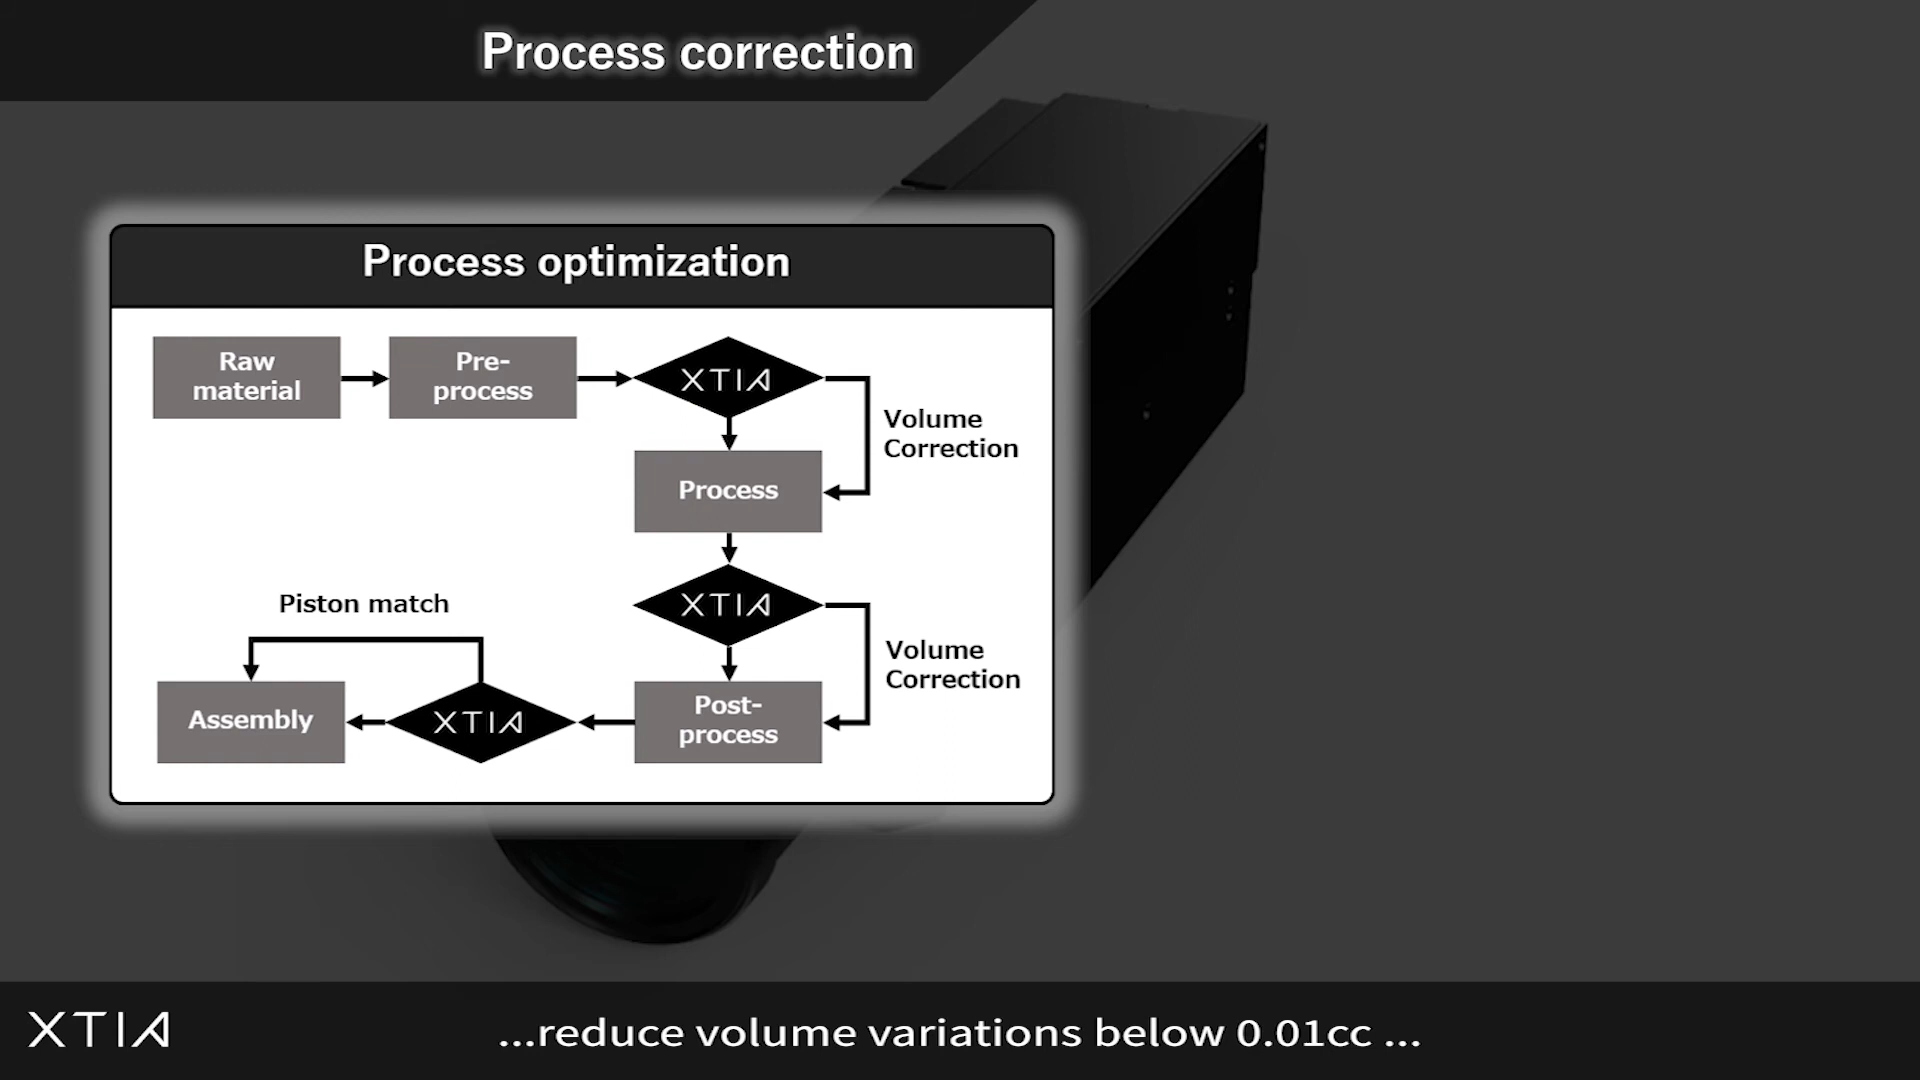 Process correction
Process optimization
Raw
material
Pre-
process
XTIA
Volume
Correction
Process
XTIA
Volume
Correction
Piston match
Assembly
XTIA
Post-
process
XTIA
...reduce volume variations below 0.01cc ...